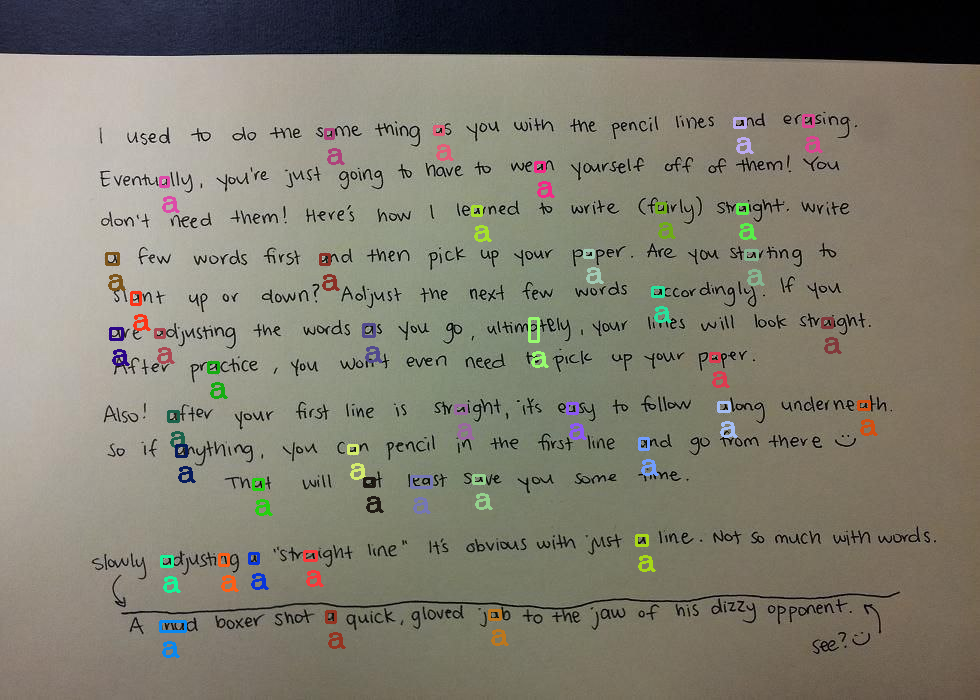 I used to do the same thing as you with the pencil lines and erasing.
Eventually, you're just going to have to wean yourself off of them! You
don't need them! Here's how I learned to write (fairly) straight. write
a few words first and then pick up your paper. Are you starting to
slant up or down? Adjust the next few words accordingly. If you
are adjusting the words as you go, ultimately, your lines will look straight.
After practice, you won't even need to pick up your paper.
Also! after your first line is straight, it's easy to follow along underneath.
so if anything, you can pencil in the first line and go from there
That will at least save you some time.
slowly adjusting a "straight line" It's obvious with just a line. Not so much with words.
A mad boxer shot a quick, gloved jab to the jaw of his dizzy opponent.
see?